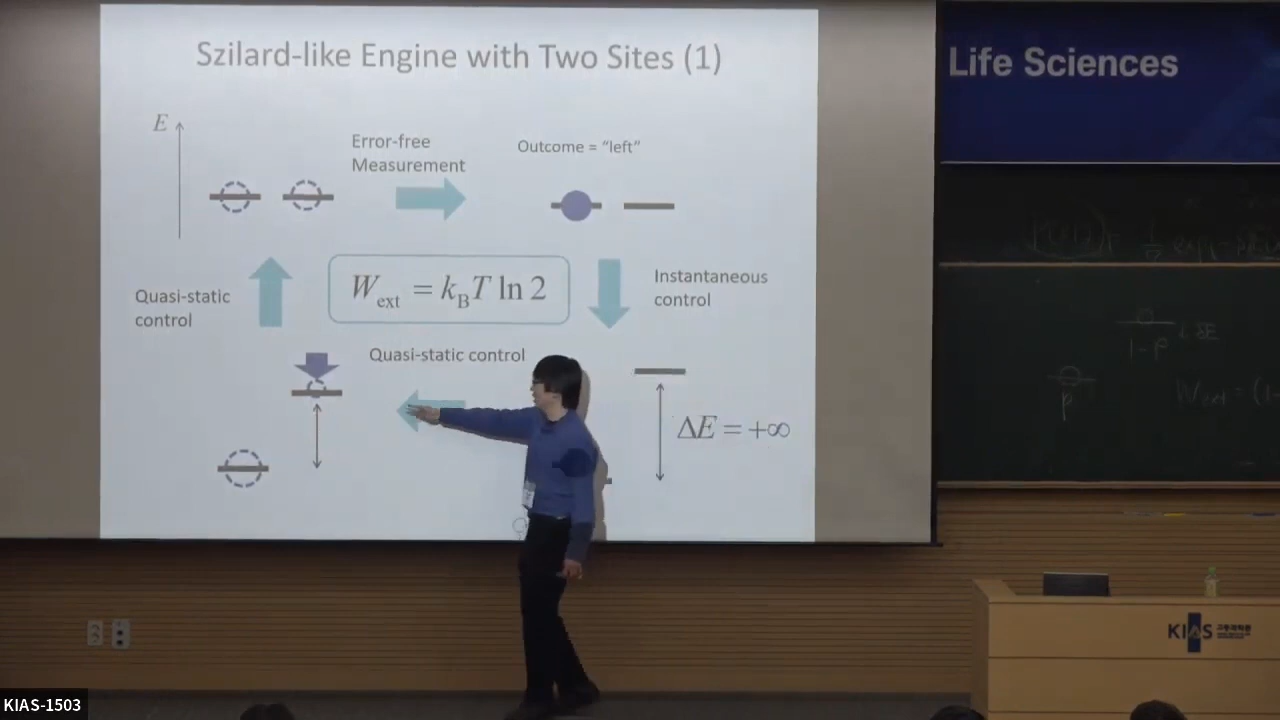 Szilard-like Engine with Two Sites (1)
Life Sciences
E
Error-free
Measurement
Outcome = “left”
Quasi-static
control
W_ext = k_B T ln 2
Instantaneous
control
Quasi-static control
ΔE = +∞
1-P
P
KIAS
KIAS-1503